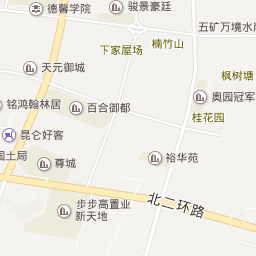 德馨学院
骏景豪廷
五矿万境水岸
下家屋场
楠竹山
天元御城
枫树塘
奥园冠军
铭鸿翰林居
百合御都
桂花园
昆仑好客
国土局
尊城
裕华苑
北二环路
步步高置业
新天地